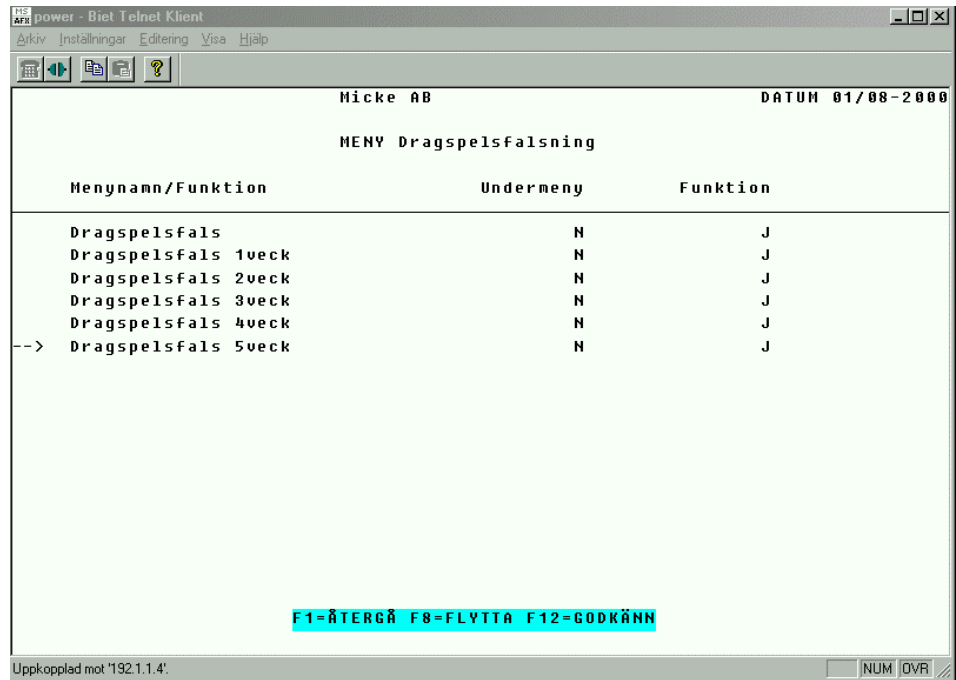 MS
AFX power - Biet Telnet Klient
Arkiv Inställningar Editering Visa Hjälp
Micke AB DATUM 01/08-2000
MENY Dragspelsfalsning
Menynamn/Funktion Undermeny Funktion
Dragspelsfals N J
Dragspelsfals 1veck N J
Dragspelsfals 2veck N J
Dragspelsfals 3veck N J
Dragspelsfals 4veck N J
--> Dragspelsfals 5veck N J
F1=ÅTERGÅ F8=FLYTTA F12=GODKÄNN
Uppkopplad mot '192.1.1.4'. NUM OVR